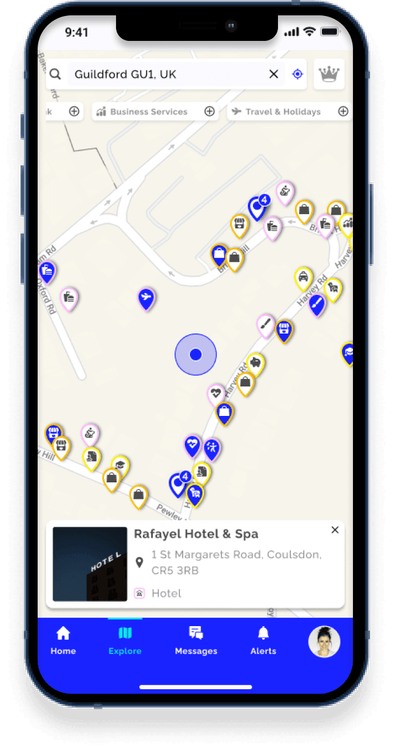 9:41
Guildford GU1, UK
k
Business Services
Travel & Holidays
4
Harvey Rd
Harvey Rd
4
Pewley
y Hill
Rafayel Hotel & Spa
HOTEL
1 St Margarets Road, Coulsdon,
CR5 3RB
Hotel
Home
Explore
Messages
Alerts